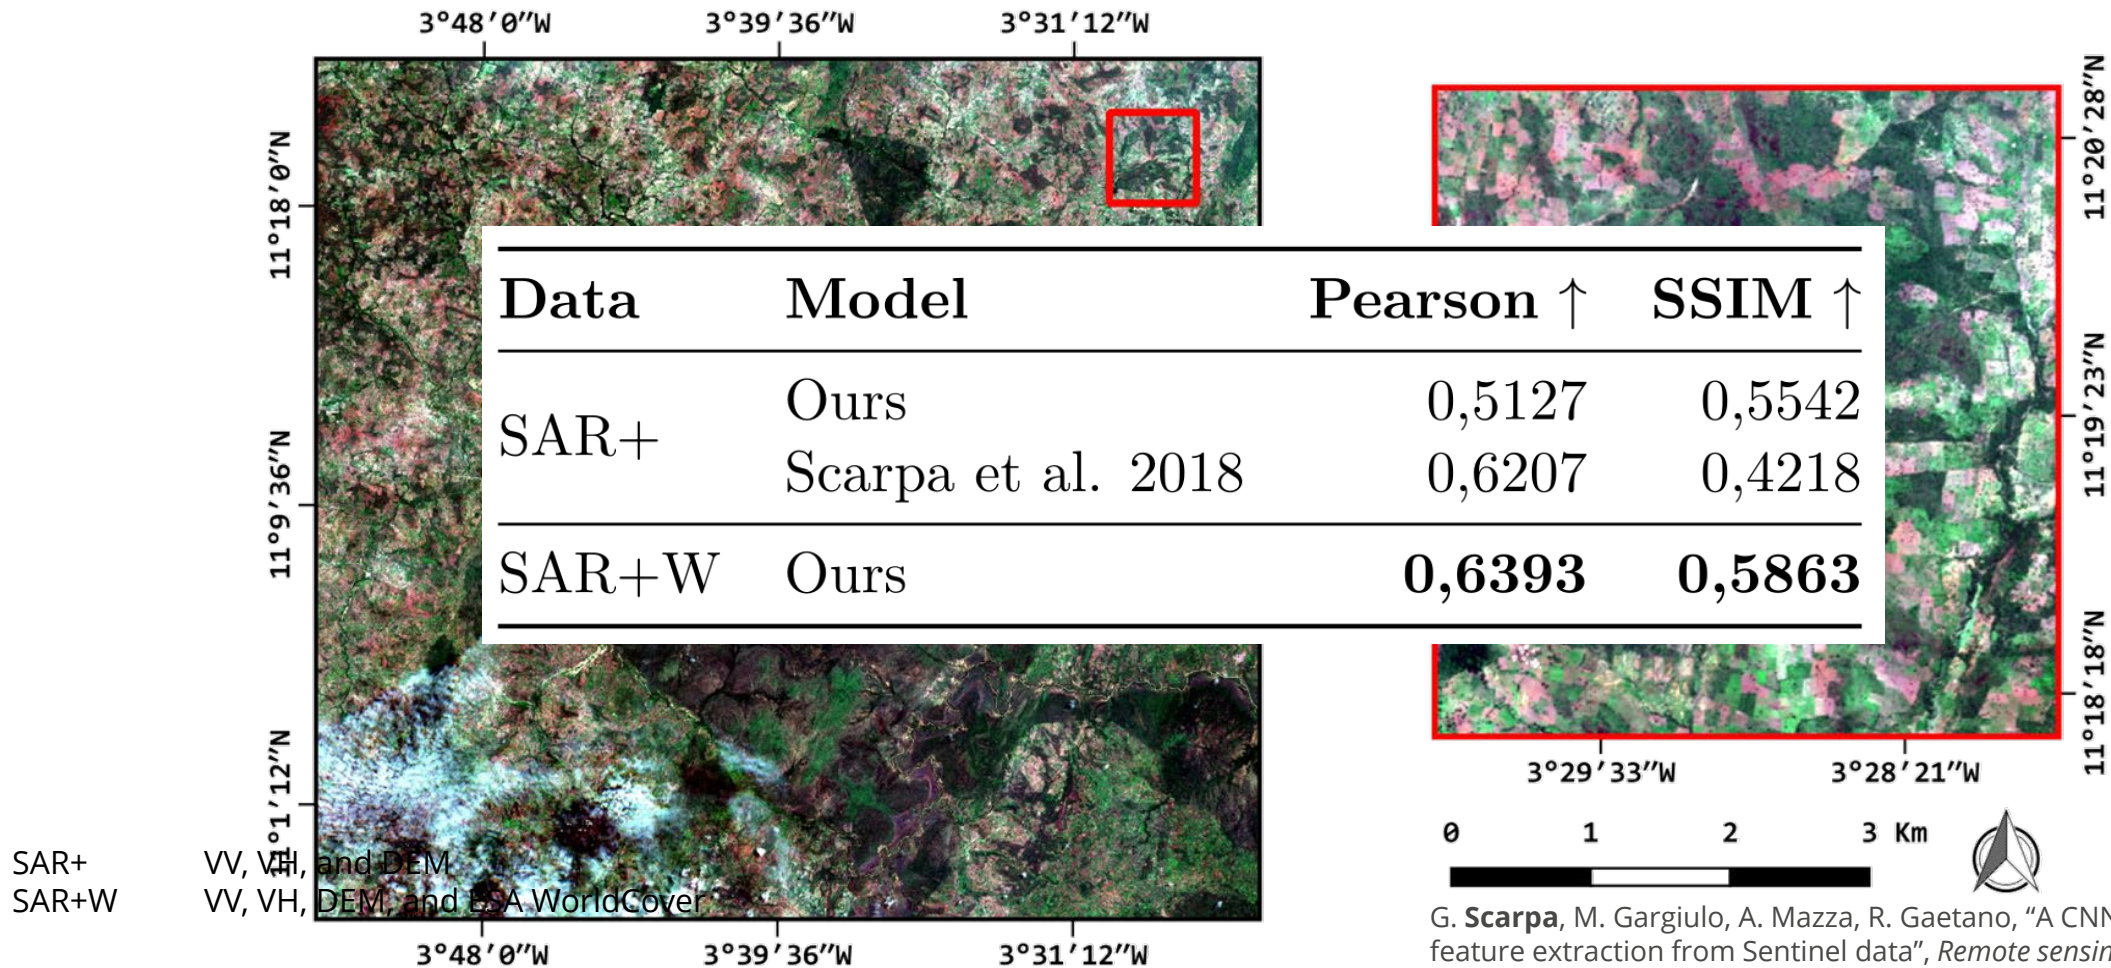 3°48′0″W 3°39′36″W 3°31′12″W
11°18′0″N
11°9′36″N
11°1′12″N
3°48′0″W 3°39′36″W 3°31′12″W
11°20′28″N
11°19′23″N
11°18′18″N
3°29′33″W 3°28′21″W
0 1 2 3 Km
Data Model Pearson ↑ SSIM ↑
SAR+ Ours 0,5127 0,5542
Scarpa et al. 2018 0,6207 0,4218
SAR+W Ours 0,6393 0,5863
SAR+ VV, VH, and DEM
SAR+W VV, VH, DEM, and ESA WorldCover
G. Scarpa, M. Gargiulo, A. Mazza, R. Gaetano, “A CNN
feature extraction from Sentinel data”, Remote